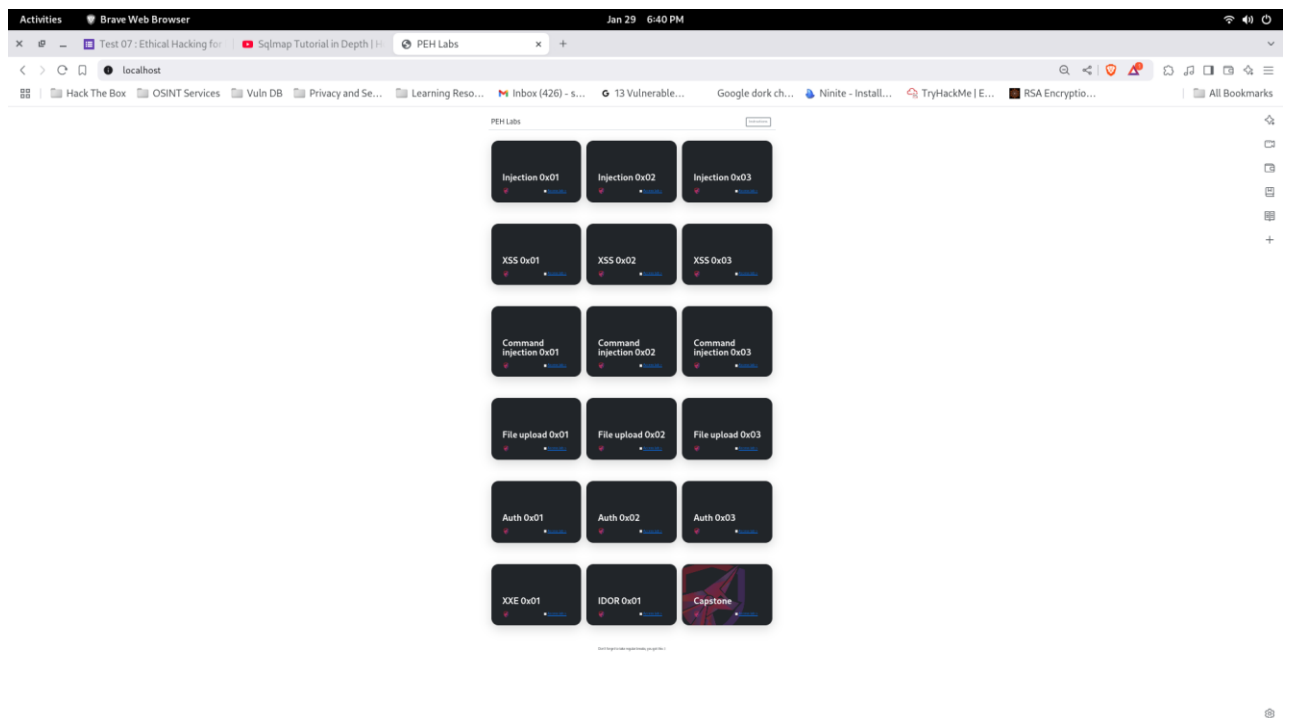 Activities Brave Web Browser Jan 29 6:40 PM
Test 07 : Ethical Hacking for Sqlmap Tutorial in Depth | H PEH Labs
localhost
Hack The Box OSINT Services Vuln DB Privacy and Se... Learning Reso... Inbox (426) - s... 13 Vulnerable... Google dork ch... Ninite - Install... TryHackMe | E... RSA Encryptio... All Bookmarks
PEH Labs
Injection 0x01 Injection 0x02 Injection 0x03
XSS 0x01 XSS 0x02 XSS 0x03
Command Command Command
injection 0x01 injection 0x02 injection 0x03
File upload 0x01 File upload 0x02 File upload 0x03
Auth 0x01 Auth 0x02 Auth 0x03
XXE 0x01 IDOR 0x01 Capstone